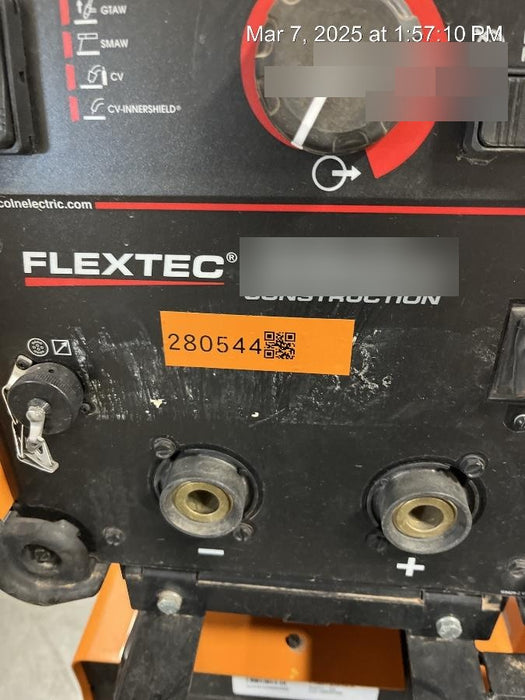 Mar 7, 2025 at 1:57:10 PM
GTAW
SMAW
CV
CV-INNERSHIELD®
colnelectric.com
FLEXTEC®
CONSTRUCTION
280544
-
+